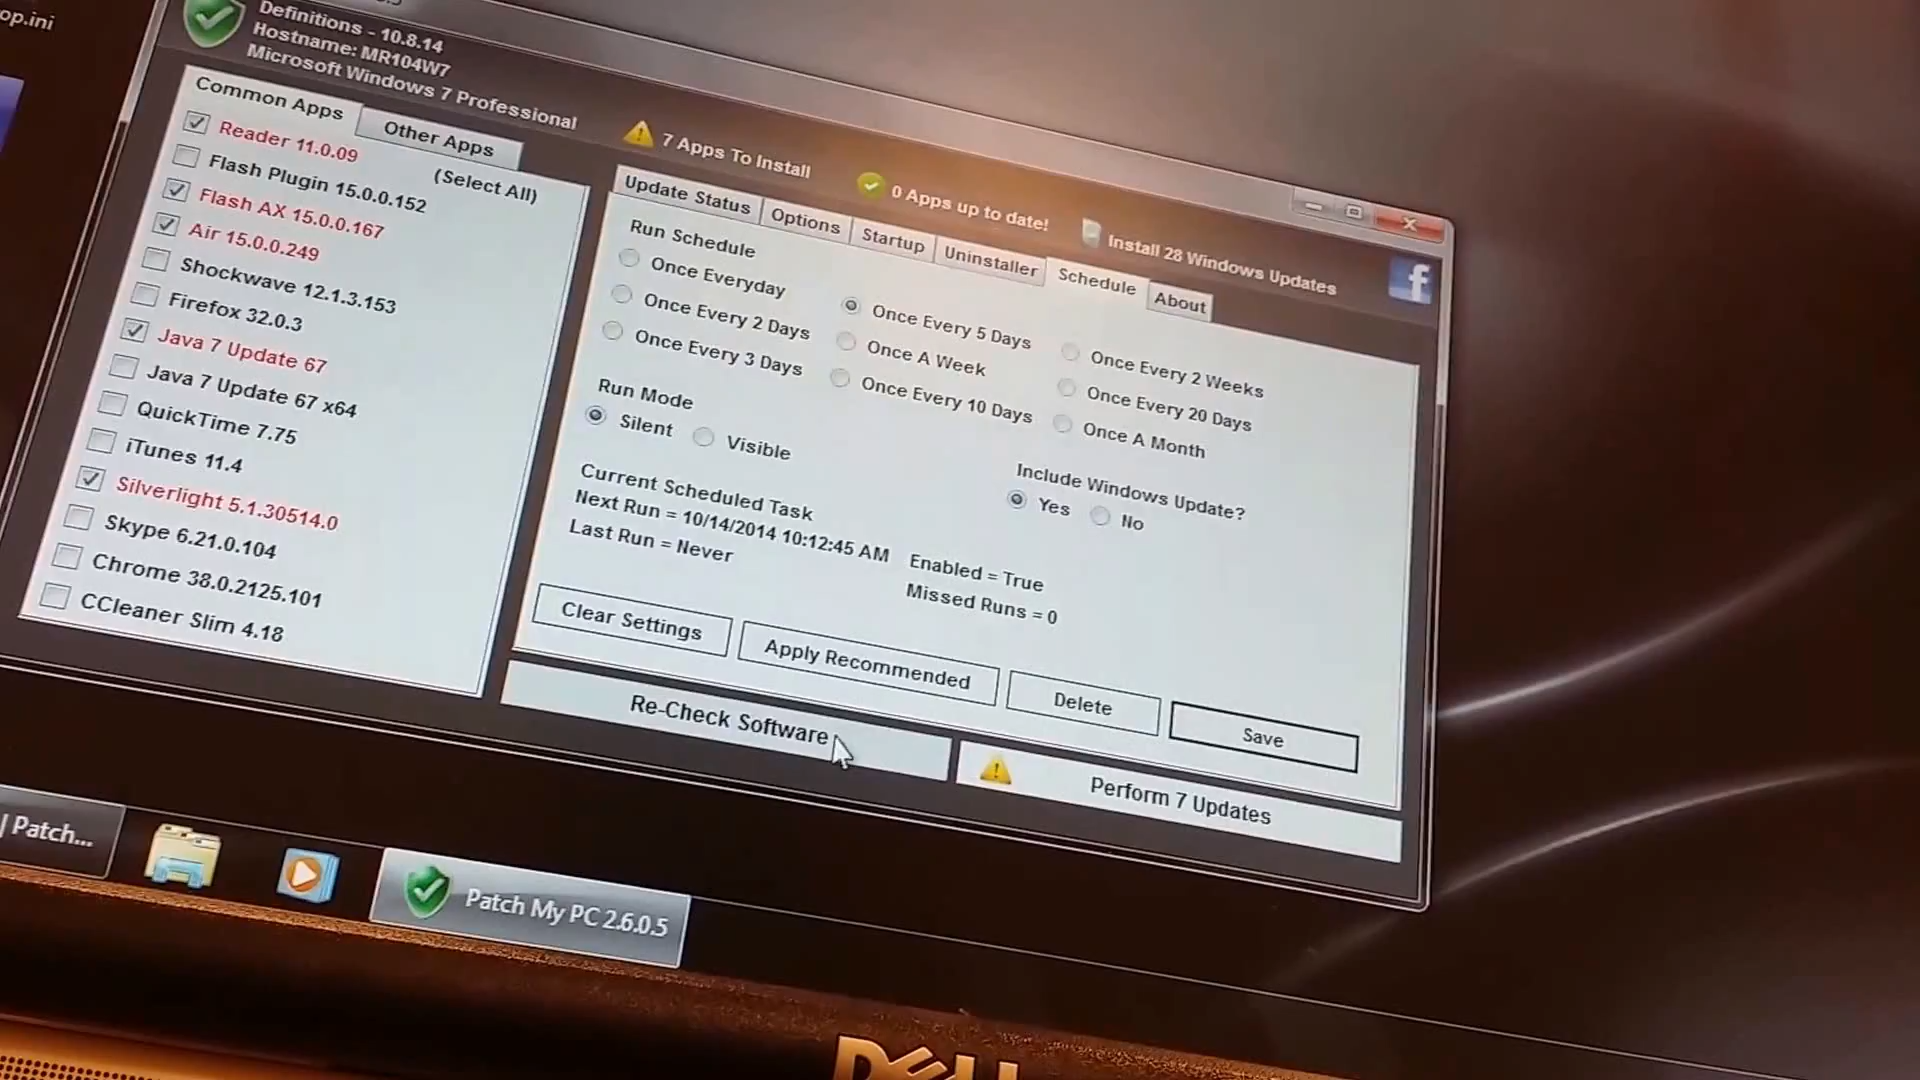 op.ini
Definitions - 10.8.14
Hostname: MR104W7
Microsoft Windows 7 Professional
7 Apps To Install
0 Apps up to date!
Install 28 Windows Updates
Common Apps
Other Apps
(Select All)
Reader 11.0.09
Flash Plugin 15.0.0.152
Flash AX 15.0.0.167
Air 15.0.0.249
Shockwave 12.1.3.153
Firefox 32.0.3
Java 7 Update 67
Java 7 Update 67 x64
QuickTime 7.75
iTunes 11.4
Silverlight 5.1.30514.0
Skype 6.21.0.104
Chrome 38.0.2125.101
CCleaner Slim 4.18
Update Status
Options
Startup
Uninstaller
Schedule
About
Run Schedule
Once Everyday
Once Every 2 Days
Once Every 3 Days
Once Every 5 Days
Once A Week
Once Every 10 Days
Once Every 2 Weeks
Once Every 20 Days
Once A Month
Run Mode
Silent
Visible
Include Windows Update?
Yes
No
Current Scheduled Task
Next Run = 10/14/2014 10:12:45 AM
Last Run = Never
Enabled = True
Missed Runs = 0
Clear Settings
Apply Recommended
Delete
Save
Re-Check Software
Perform 7 Updates
| Patch...
Patch My PC 2.6.0.5
DELL